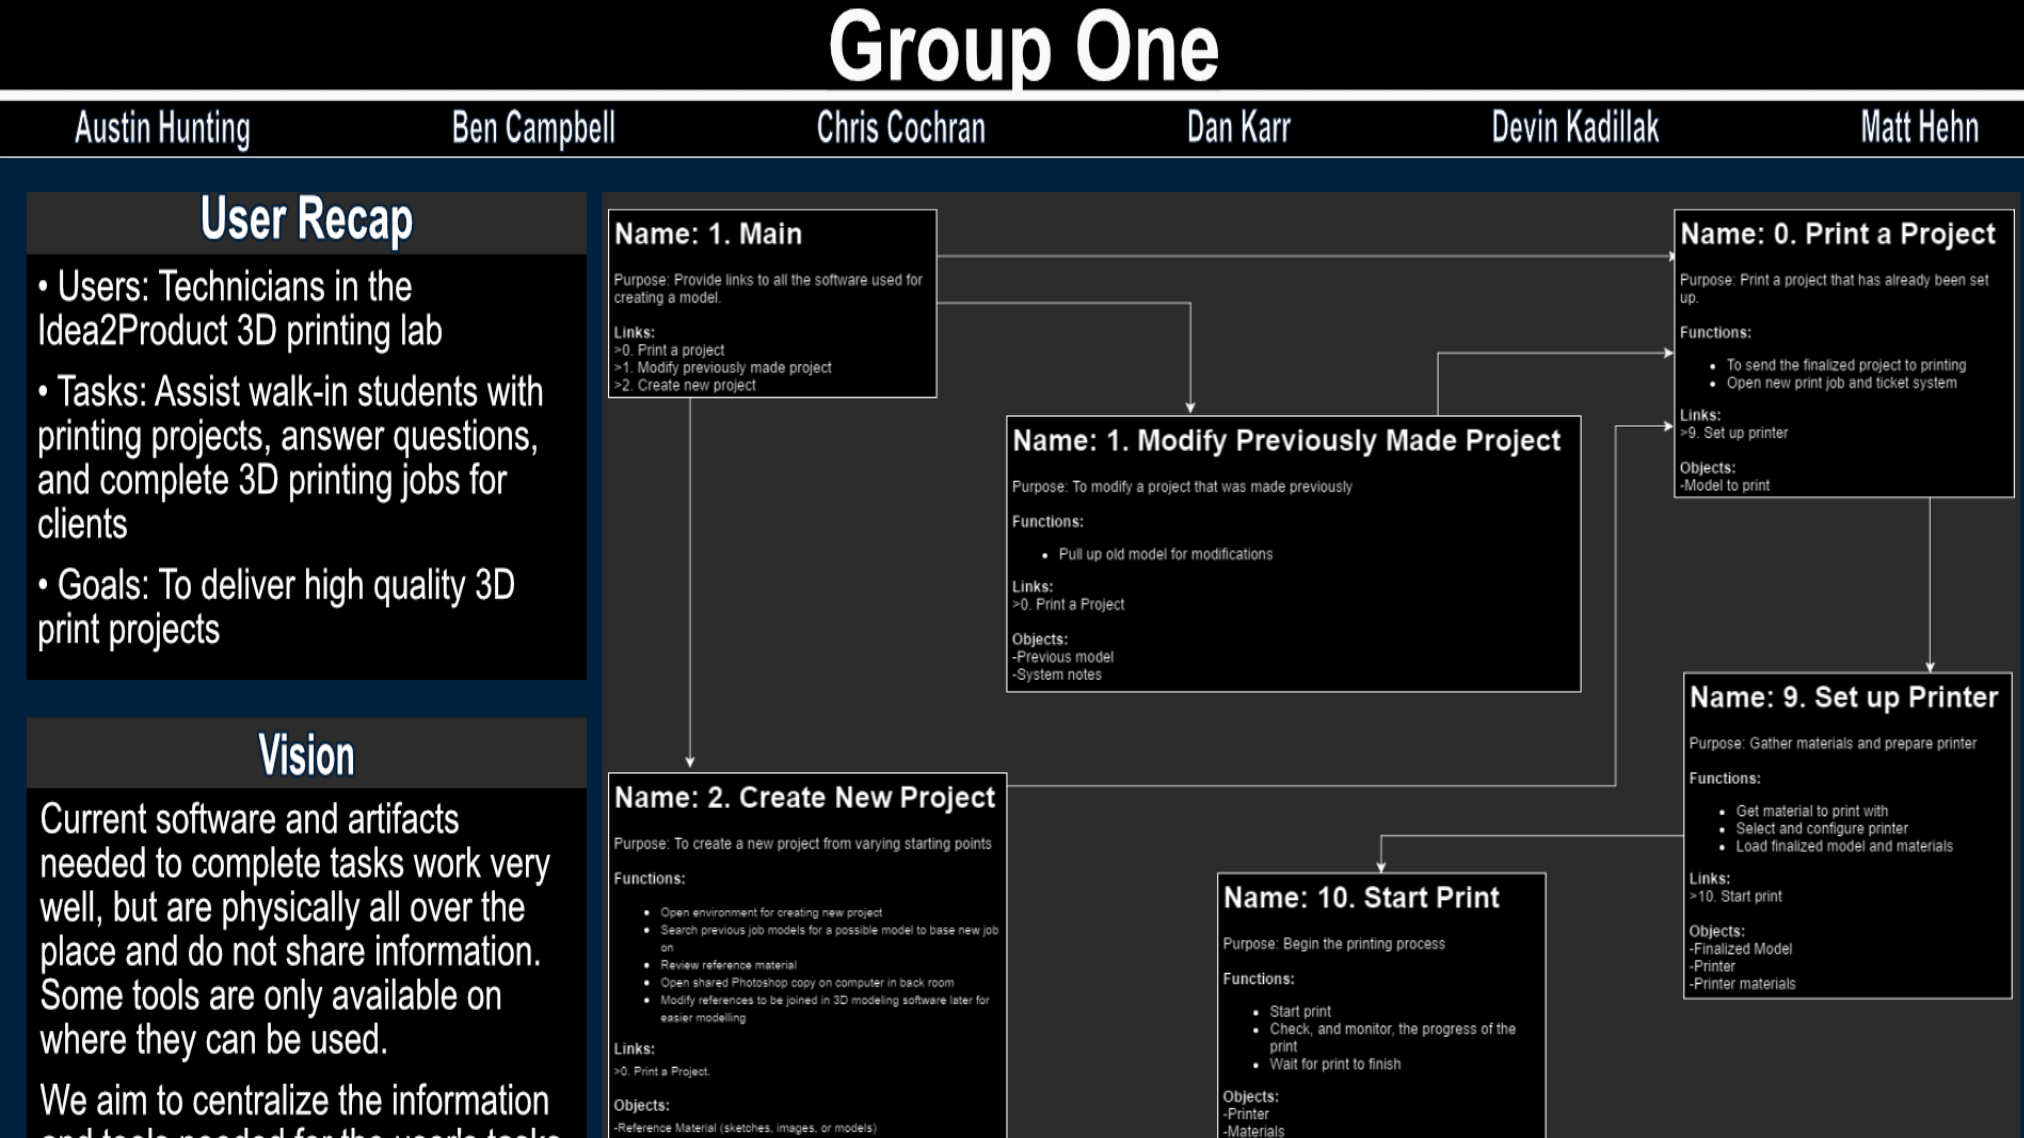 Group One
Austin Hunting
Ben Campbell
Chris Cochran
Dan Karr
Devin Kadillak
Matt Hehn
User Recap
• Users: Technicians in the
Idea2Product 3D printing lab
• Tasks: Assist walk-in students with
printing projects, answer questions,
and complete 3D printing jobs for
clients
• Goals: To deliver high quality 3D
print projects
Vision
Current software and artifacts
needed to complete tasks work very
well, but are physically all over the
place and do not share information.
Some tools are only available on
where they can be used.
We aim to centralize the information
and tools needed for the user's tasks
Name: 1. Main
Purpose: Provide links to all the software used for
creating a model.
Links:
>0. Print a project
>1. Modify previously made project
>2. Create new project
Name: 0. Print a Project
Purpose: Print a project that has already been set
up.
Functions:
• To send the finalized project to printing
• Open new print job and ticket system
Links:
>9. Set up printer
Objects:
-Model to print
Name: 1. Modify Previously Made Project
Purpose: To modify a project that was made previously
Functions:
• Pull up old model for modifications
Links:
>0. Print a Project
Objects:
-Previous model
-System notes
Name: 9. Set up Printer
Purpose: Gather materials and prepare printer
Functions:
• Get material to print with
• Select and configure printer
• Load finalized model and materials
Links:
>10. Start print
Objects:
-Finalized Model
-Printer
-Printer materials
Name: 2. Create New Project
Purpose: To create a new project from varying starting points
Functions:
• Open environment for creating new project
• Search previous job models for a possible model to base new job
on
• Review reference material
• Open shared Photoshop copy on computer in back room
• Modify references to be joined in 3D modeling software later for
easier modelling
Links:
>0. Print a Project.
Objects:
-Reference Material (sketches, images, or models)
Name: 10. Start Print
Purpose: Begin the printing process
Functions:
• Start print
• Check, and monitor, the progress of the
print
• Wait for print to finish
Objects:
-Printer
-Materials